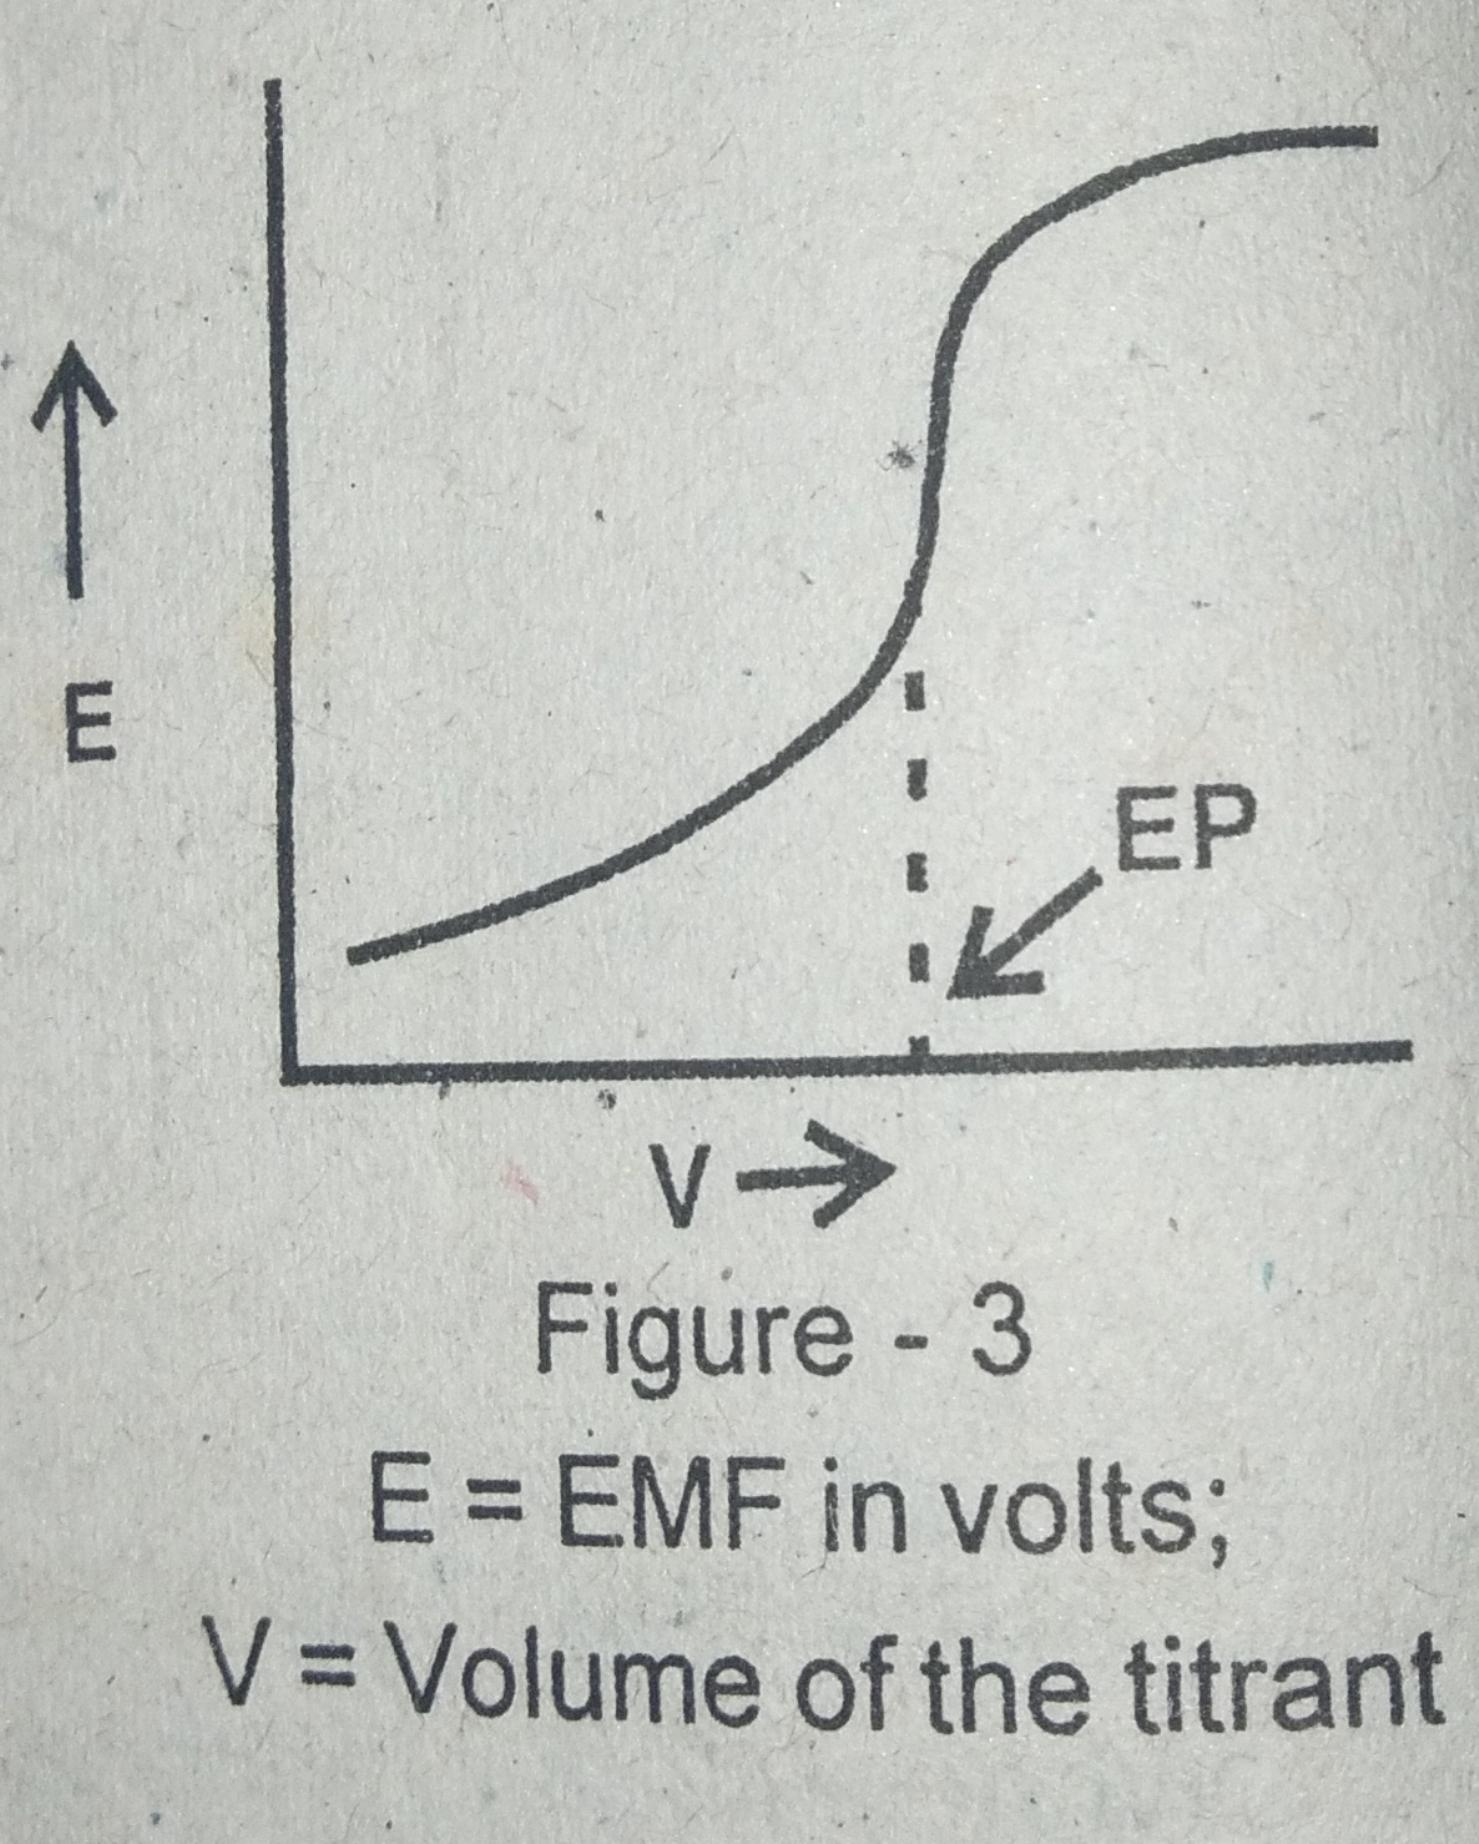 E
EP
V
Figure - 3
E = EMF in volts;
V = Volume of the titrant